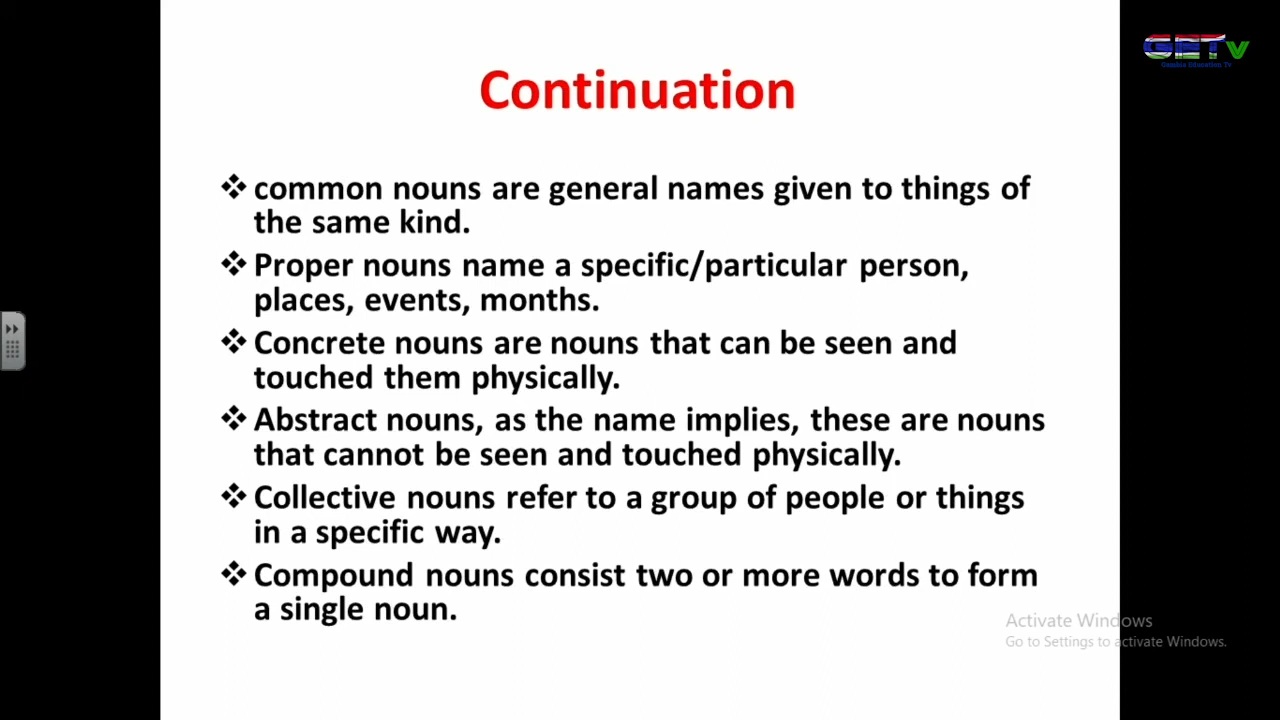 GETv
Gambia Education Tv
Continuation
❖ common nouns are general names given to things of
the same kind.
❖ Proper nouns name a specific/particular person,
places, events, months.
❖ Concrete nouns are nouns that can be seen and
touched them physically.
❖ Abstract nouns, as the name implies, these are nouns
that cannot be seen and touched physically.
❖ Collective nouns refer to a group of people or things
in a specific way.
❖ Compound nouns consist two or more words to form
a single noun.
Activate Windows
Go to Settings to activate Windows.